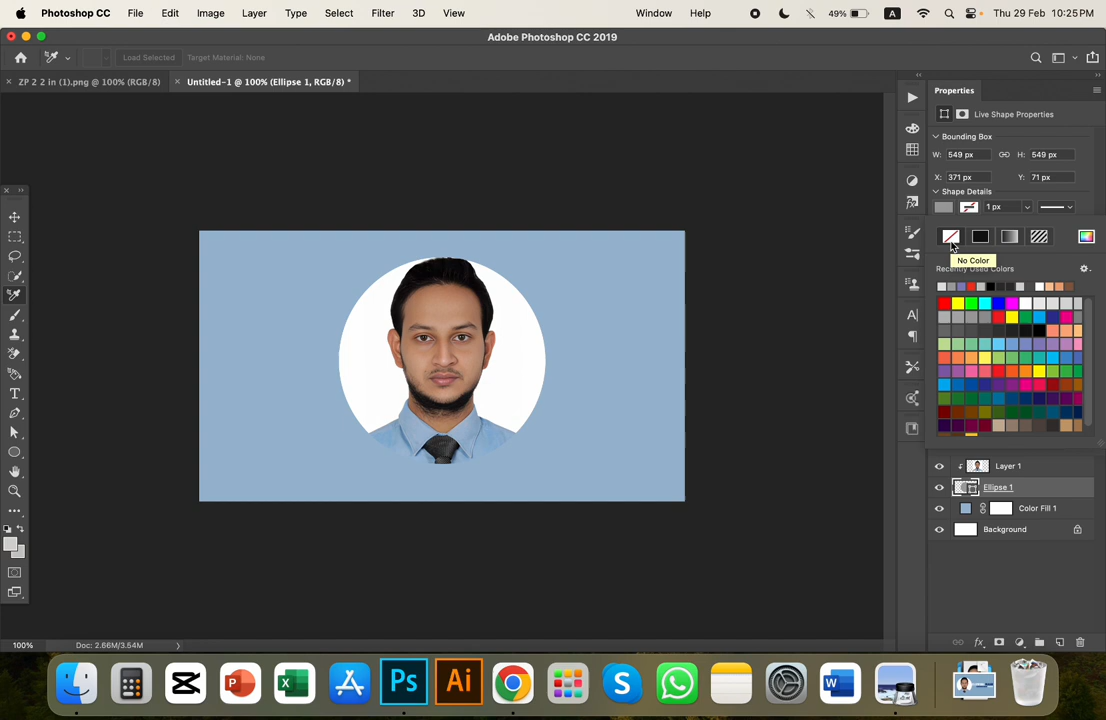 Photoshop CC File Edit Image Layer Type Select Filter 3D View Window Help 49% A Thu 29 Feb 10:25 PM
Adobe Photoshop CC 2019
Load Selected Target Material: None
× ZP 2 2 in (1).png @ 100% (RGB/8) × Untitled-1 @ 100% (Ellipse 1, RGB/8) *
Properties
Live Shape Properties
Bounding Box
W: 549 px H: 549 px
X: 371 px Y: 71 px
Shape Details
1 px
No Color
Recently Used Colors
Layer 1
Ellipse 1
Color Fill 1
Background
fx
100% Doc: 2.66M/3.54M
Ps Ai W